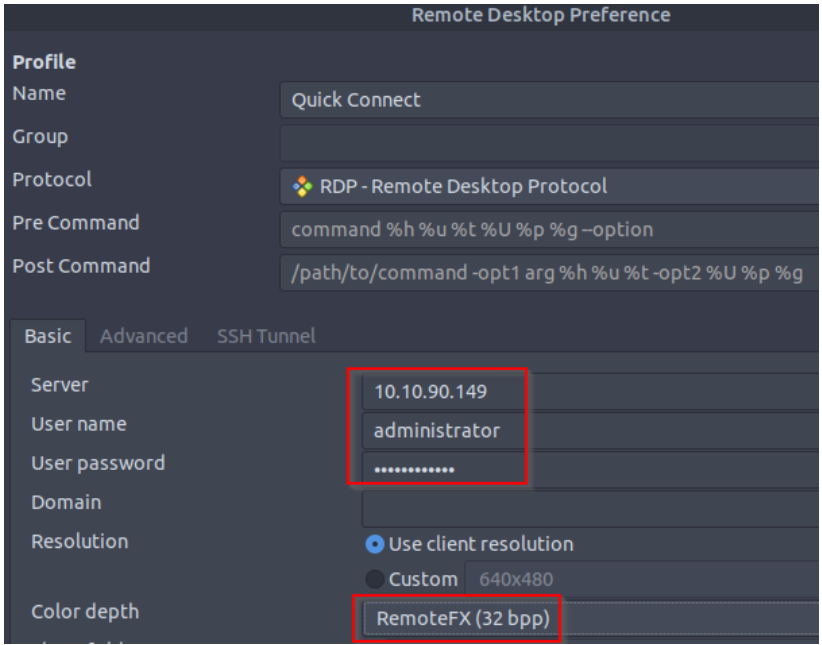 Remote Desktop Preference
Profile
Name Quick Connect
Group
Protocol RDP - Remote Desktop Protocol
Pre Command command %h %u %t %U %p %g --option
Post Command /path/to/command -opt1 arg %h %u %t -opt2 %U %p %g
Basic Advanced SSH Tunnel
Server 10.10.90.149
User name administrator
User password ••••••••••••
Domain
Resolution Use client resolution
Custom 640x480
Color depth RemoteFX (32 bpp)